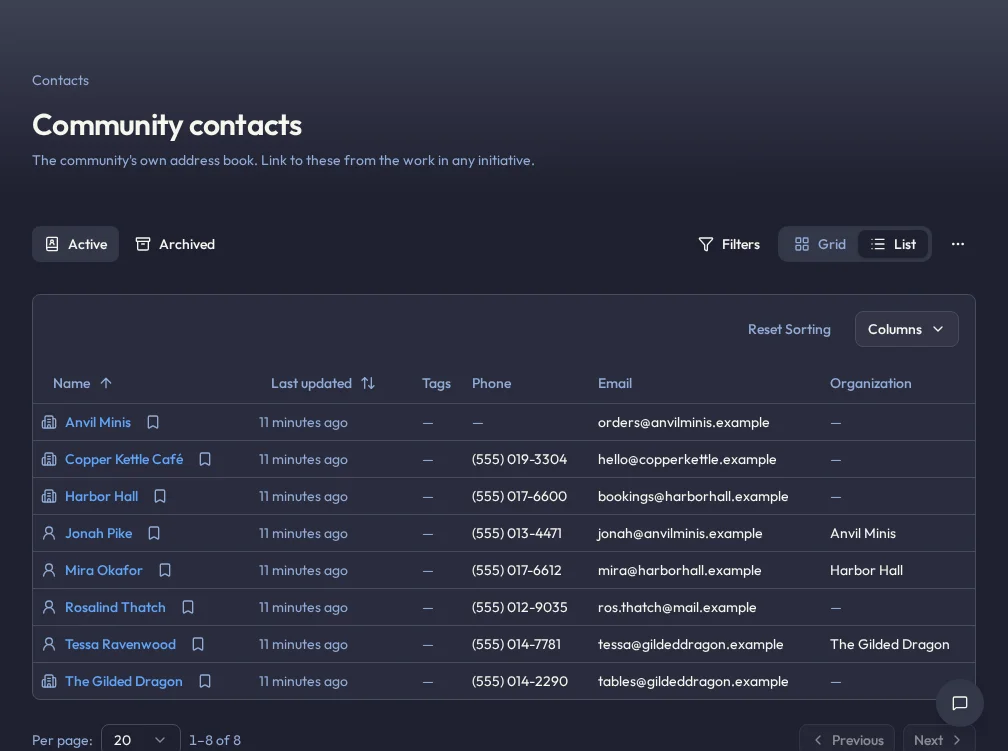 Contacts
Community contacts
The community's own address book. Link to these from the work in any initiative.
Active Archived Filters Grid List
Reset Sorting Columns
Name Last updated Tags Phone Email Organization
Anvil Minis 11 minutes ago — — orders@anvilminis.example —
Copper Kettle Café 11 minutes ago — (555) 019-3304 hello@copperkettle.example —
Harbor Hall 11 minutes ago — (555) 017-6600 bookings@harborhall.example —
Jonah Pike 11 minutes ago — (555) 013-4471 jonah@anvilminis.example Anvil Minis
Mira Okafor 11 minutes ago — (555) 017-6612 mira@harborhall.example Harbor Hall
Rosalind Thatch 11 minutes ago — (555) 012-9035 ros.thatch@mail.example —
Tessa Ravenwood 11 minutes ago — (555) 014-7781 tessa@gildeddragon.example The Gilded Dragon
The Gilded Dragon 11 minutes ago — (555) 014-2290 tables@gildeddragon.example —
Per page: 20 1–8 of 8 Previous Next